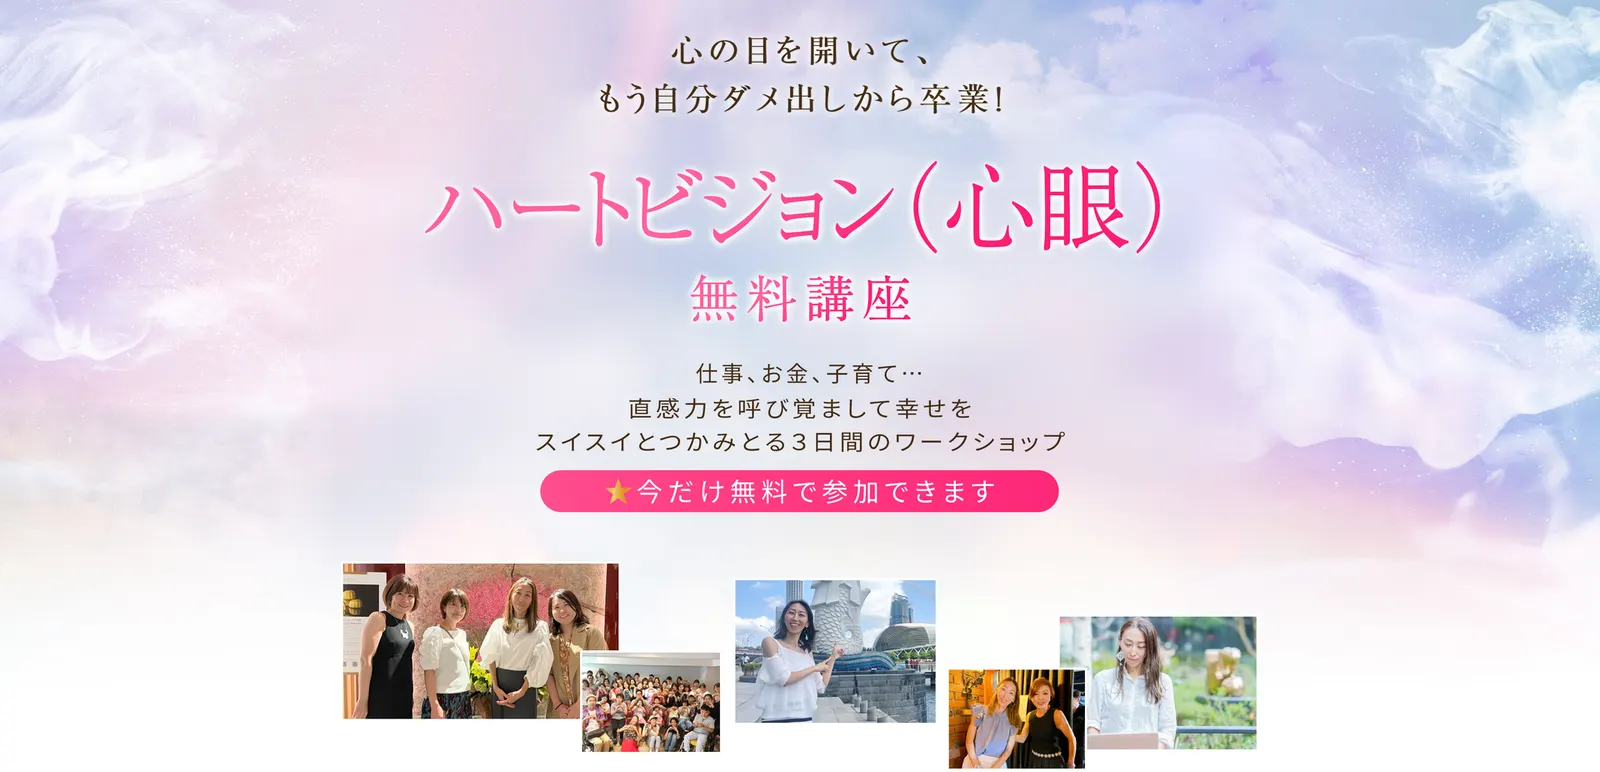 心の目を開いて、
もう自分ダメ出しから卒業!
ハートビジョン(心眼)
無料講座
仕事、お金、子育て…
直感力を呼び覚まして幸せを
スイスイとつかみとる3日間のワークショップ
★今だけ無料で参加できます